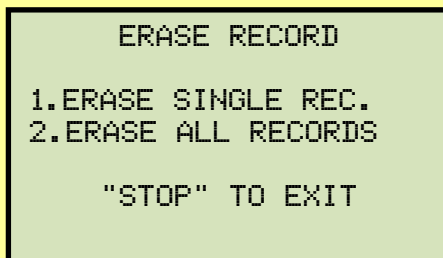 ERASE RECORD
1.ERASE SINGLE REC.
2.ERASE ALL RECORDS
"STOP" TO EXIT